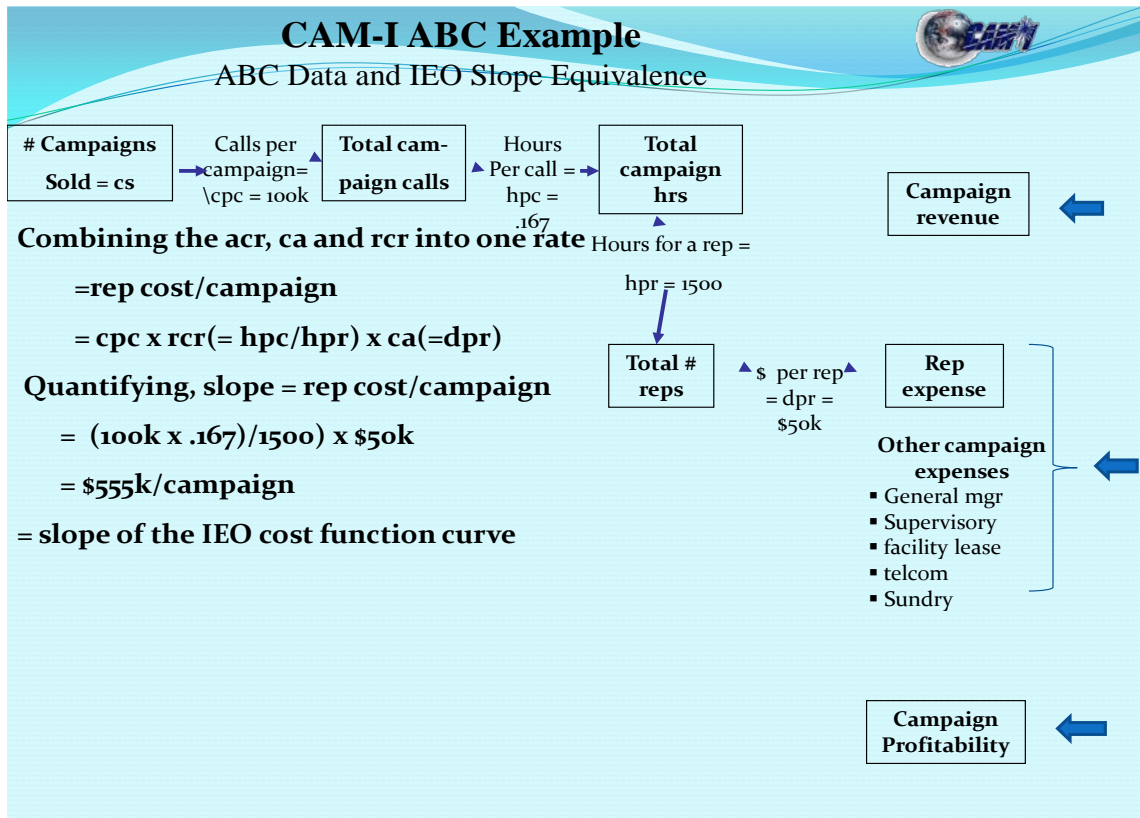 CAM-I ABC Example
ABC Data and IEO Slope Equivalence
CAM-I
# Campaigns
Sold = cs
Calls per
campaign=
\cpc = 100k
Total cam-
paign calls
Hours
Per call =
hpc =
.167
Total
campaign
hrs
Campaign
revenue
Combining the acr, ca and rcr into one rate
=rep cost/campaign
= cpc x rcr(= hpc/hpr) x ca(=dpr)
Quantifying, slope = rep cost/campaign
= (100k x .167)/1500) x $50k
= $555k/campaign
= slope of the IEO cost function curve
Hours for a rep =
hpr = 1500
Total #
reps
$ per rep
= dpr =
$50k
Rep
expense
Other campaign
expenses
▪ General mgr
▪ Supervisory
▪ facility lease
▪ telcom
▪ Sundry
Campaign
Profitability